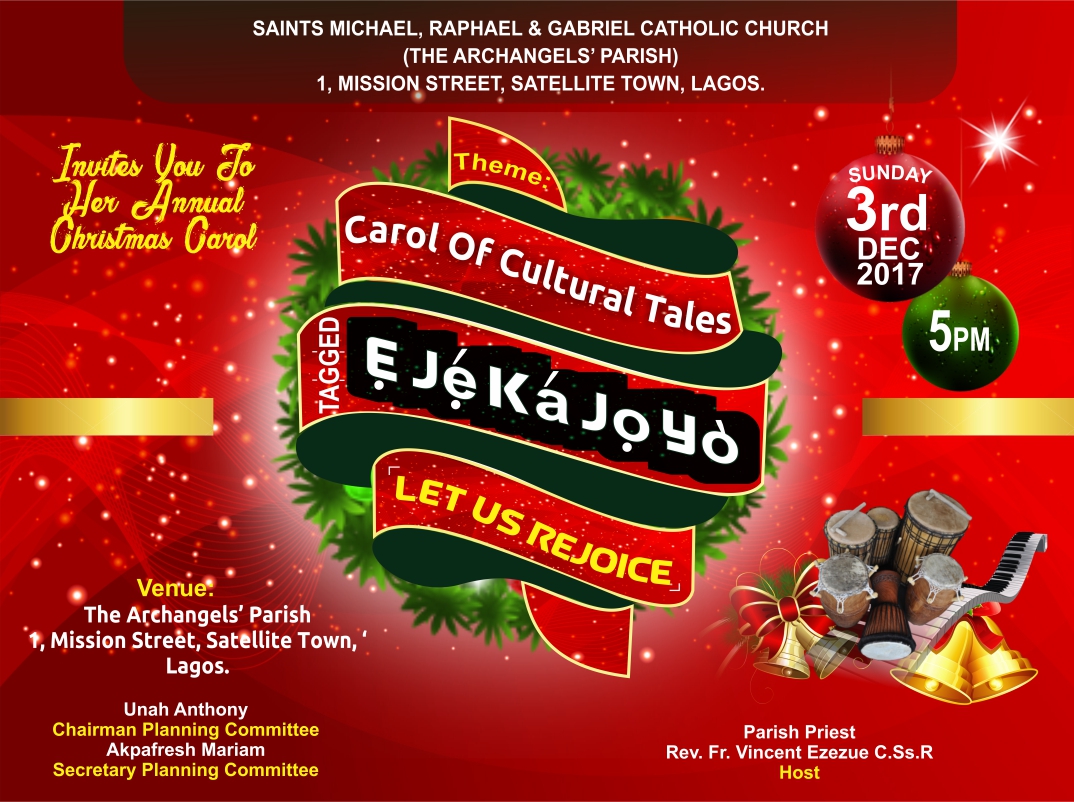 SAINTS MICHAEL, RAPHAEL & GABRIEL CATHOLIC CHURCH
(THE ARCHANGELS' PARISH)
1, MISSION STREET, SATELLITE TOWN, LAGOS.
Invites You To
Her Annual
Christmas Carol
Theme:
Carol Of Cultural Tales
TAGGED
Ẹ Jẹ́ Ká Jọ Yọ̀
[LET US REJOICE]
SUNDAY
3rd
DEC
2017
5PM
Venue:
The Archangels' Parish
1, Mission Street, Satellite Town, ‘
Lagos.
Unah Anthony
Chairman Planning Committee
Akpafresh Mariam
Secretary Planning Committee
Parish Priest
Rev. Fr. Vincent Ezezue C.Ss.R
Host